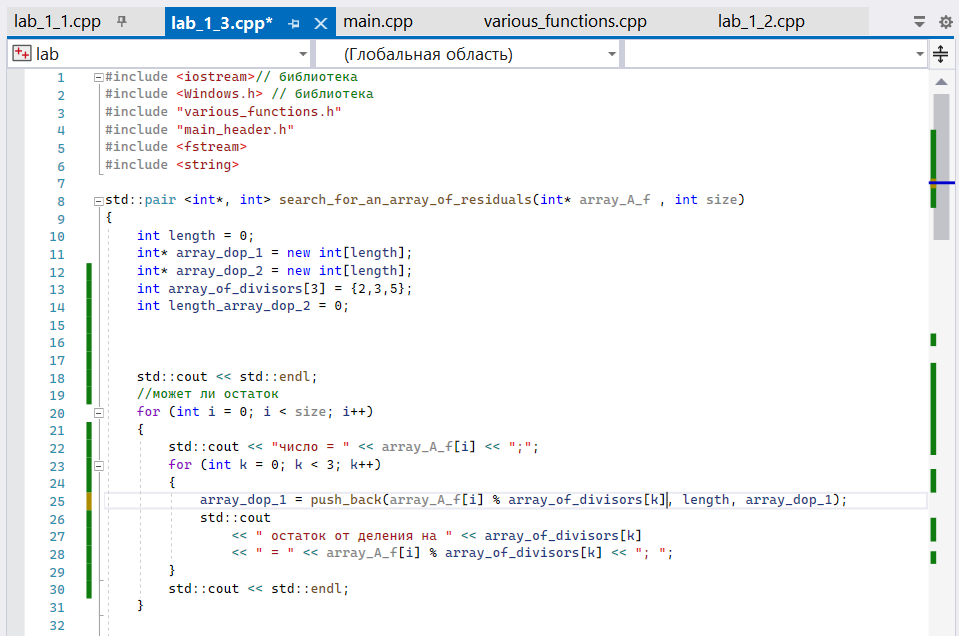 lab_1_1.cpp lab_1_3.cpp* main.cpp various_functions.cpp lab_1_2.cpp
lab (Глобальная область)
1 #include <iostream>// библиотека
2 #include <Windows.h> // библиотека
3 #include "various_functions.h"
4 #include "main_header.h"
5 #include <fstream>
6 #include <string>
7
8 std::pair <int*, int> search_for_an_array_of_residuals(int* array_A_f , int size)
9 {
10 int length = 0;
11 int* array_dop_1 = new int[length];
12 int* array_dop_2 = new int[length];
13 int array_of_divisors[3] = {2,3,5};
14 int length_array_dop_2 = 0;
15
16
17
18 std::cout << std::endl;
19 //может ли остаток
20 for (int i = 0; i < size; i++)
21 {
22 std::cout << "число = " << array_A_f[i] << ";";
23 for (int k = 0; k < 3; k++)
24 {
25 array_dop_1 = push_back(array_A_f[i] % array_of_divisors[k], length, array_dop_1);
26 std::cout
27 << " остаток от деления на " << array_of_divisors[k]
28 << " = " << array_A_f[i] % array_of_divisors[k] << "; ";
29 }
30 std::cout << std::endl;
31 }
32